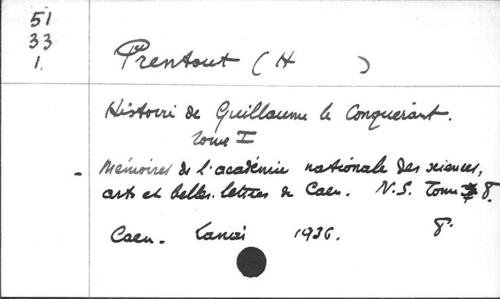 51
33
1.
Prentout (H )
Histoire de Guillaume le Conquérant.
Tome I
- Mémoires de l'académie nationale des sciences,
arts et belles-lettres de Caen. N.S. Tome 8.
Caen. Lanier 1936. 8°.